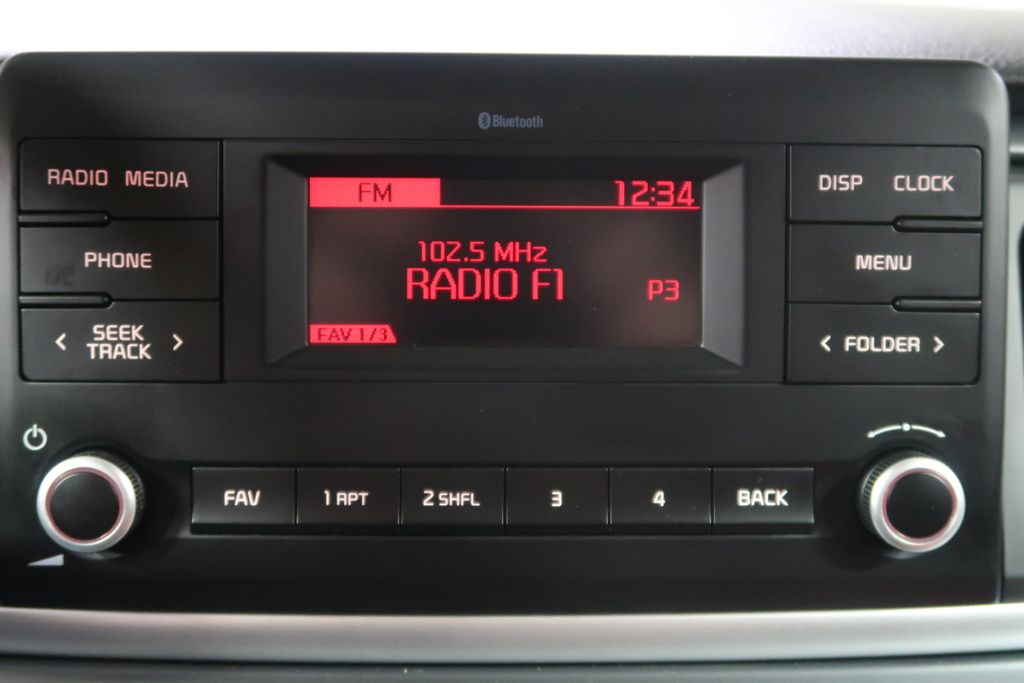 Bluetooth
RADIO MEDIA
FM 12:34
DISP CLOCK
PHONE
102.5 MHz
RADIO F1 P3
MENU
< SEEK TRACK >
FAV 1/3
< FOLDER >
FAV 1 RPT 2 SHFL 3 4 BACK